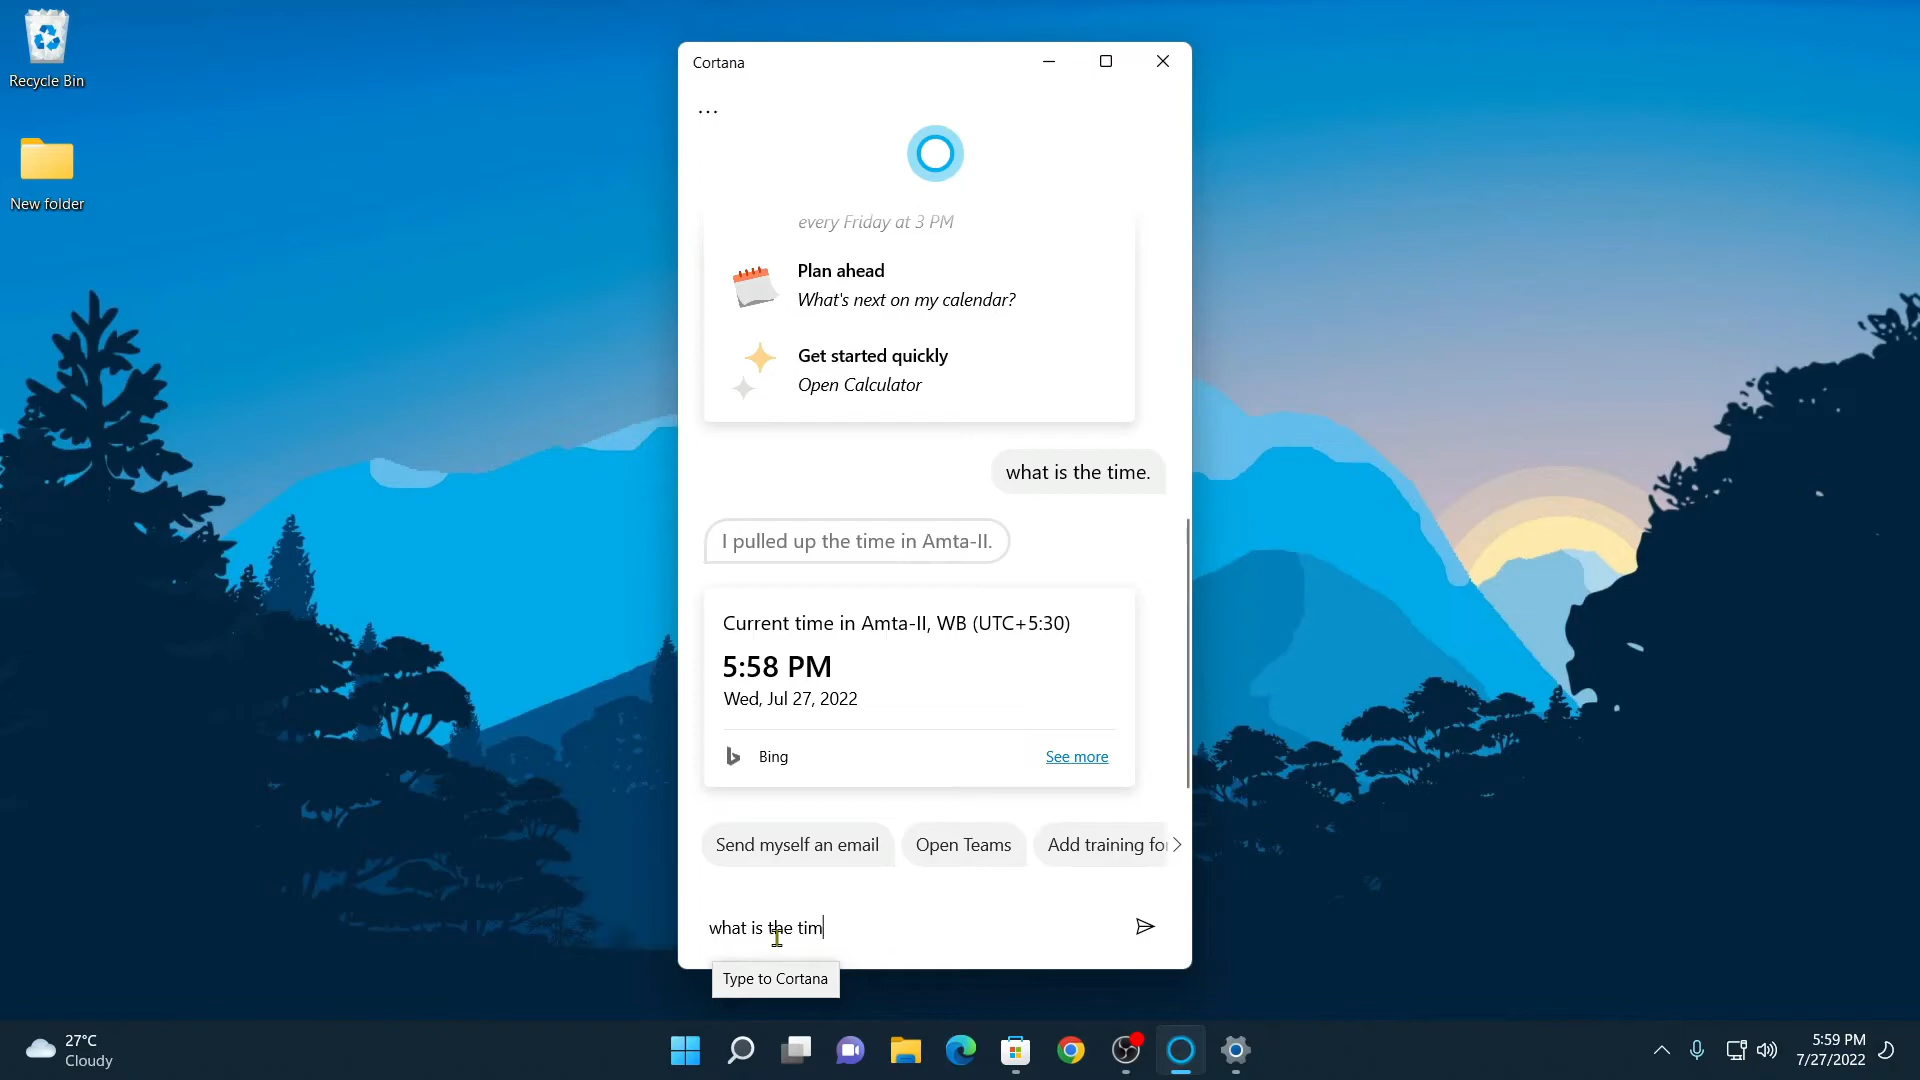 Recycle Bin
New folder
Cortana
...
every Friday at 3 PM
Plan ahead
What's next on my calendar?
Get started quickly
Open Calculator
what is the time.
I pulled up the time in Amta-II.
Current time in Amta-II, WB (UTC+5:30)
5:58 PM
Wed, Jul 27, 2022
Bing
See more
Send myself an email
Open Teams
Add training for
what is the tim
Type to Cortana
27°C
Cloudy
5:59 PM
7/27/2022